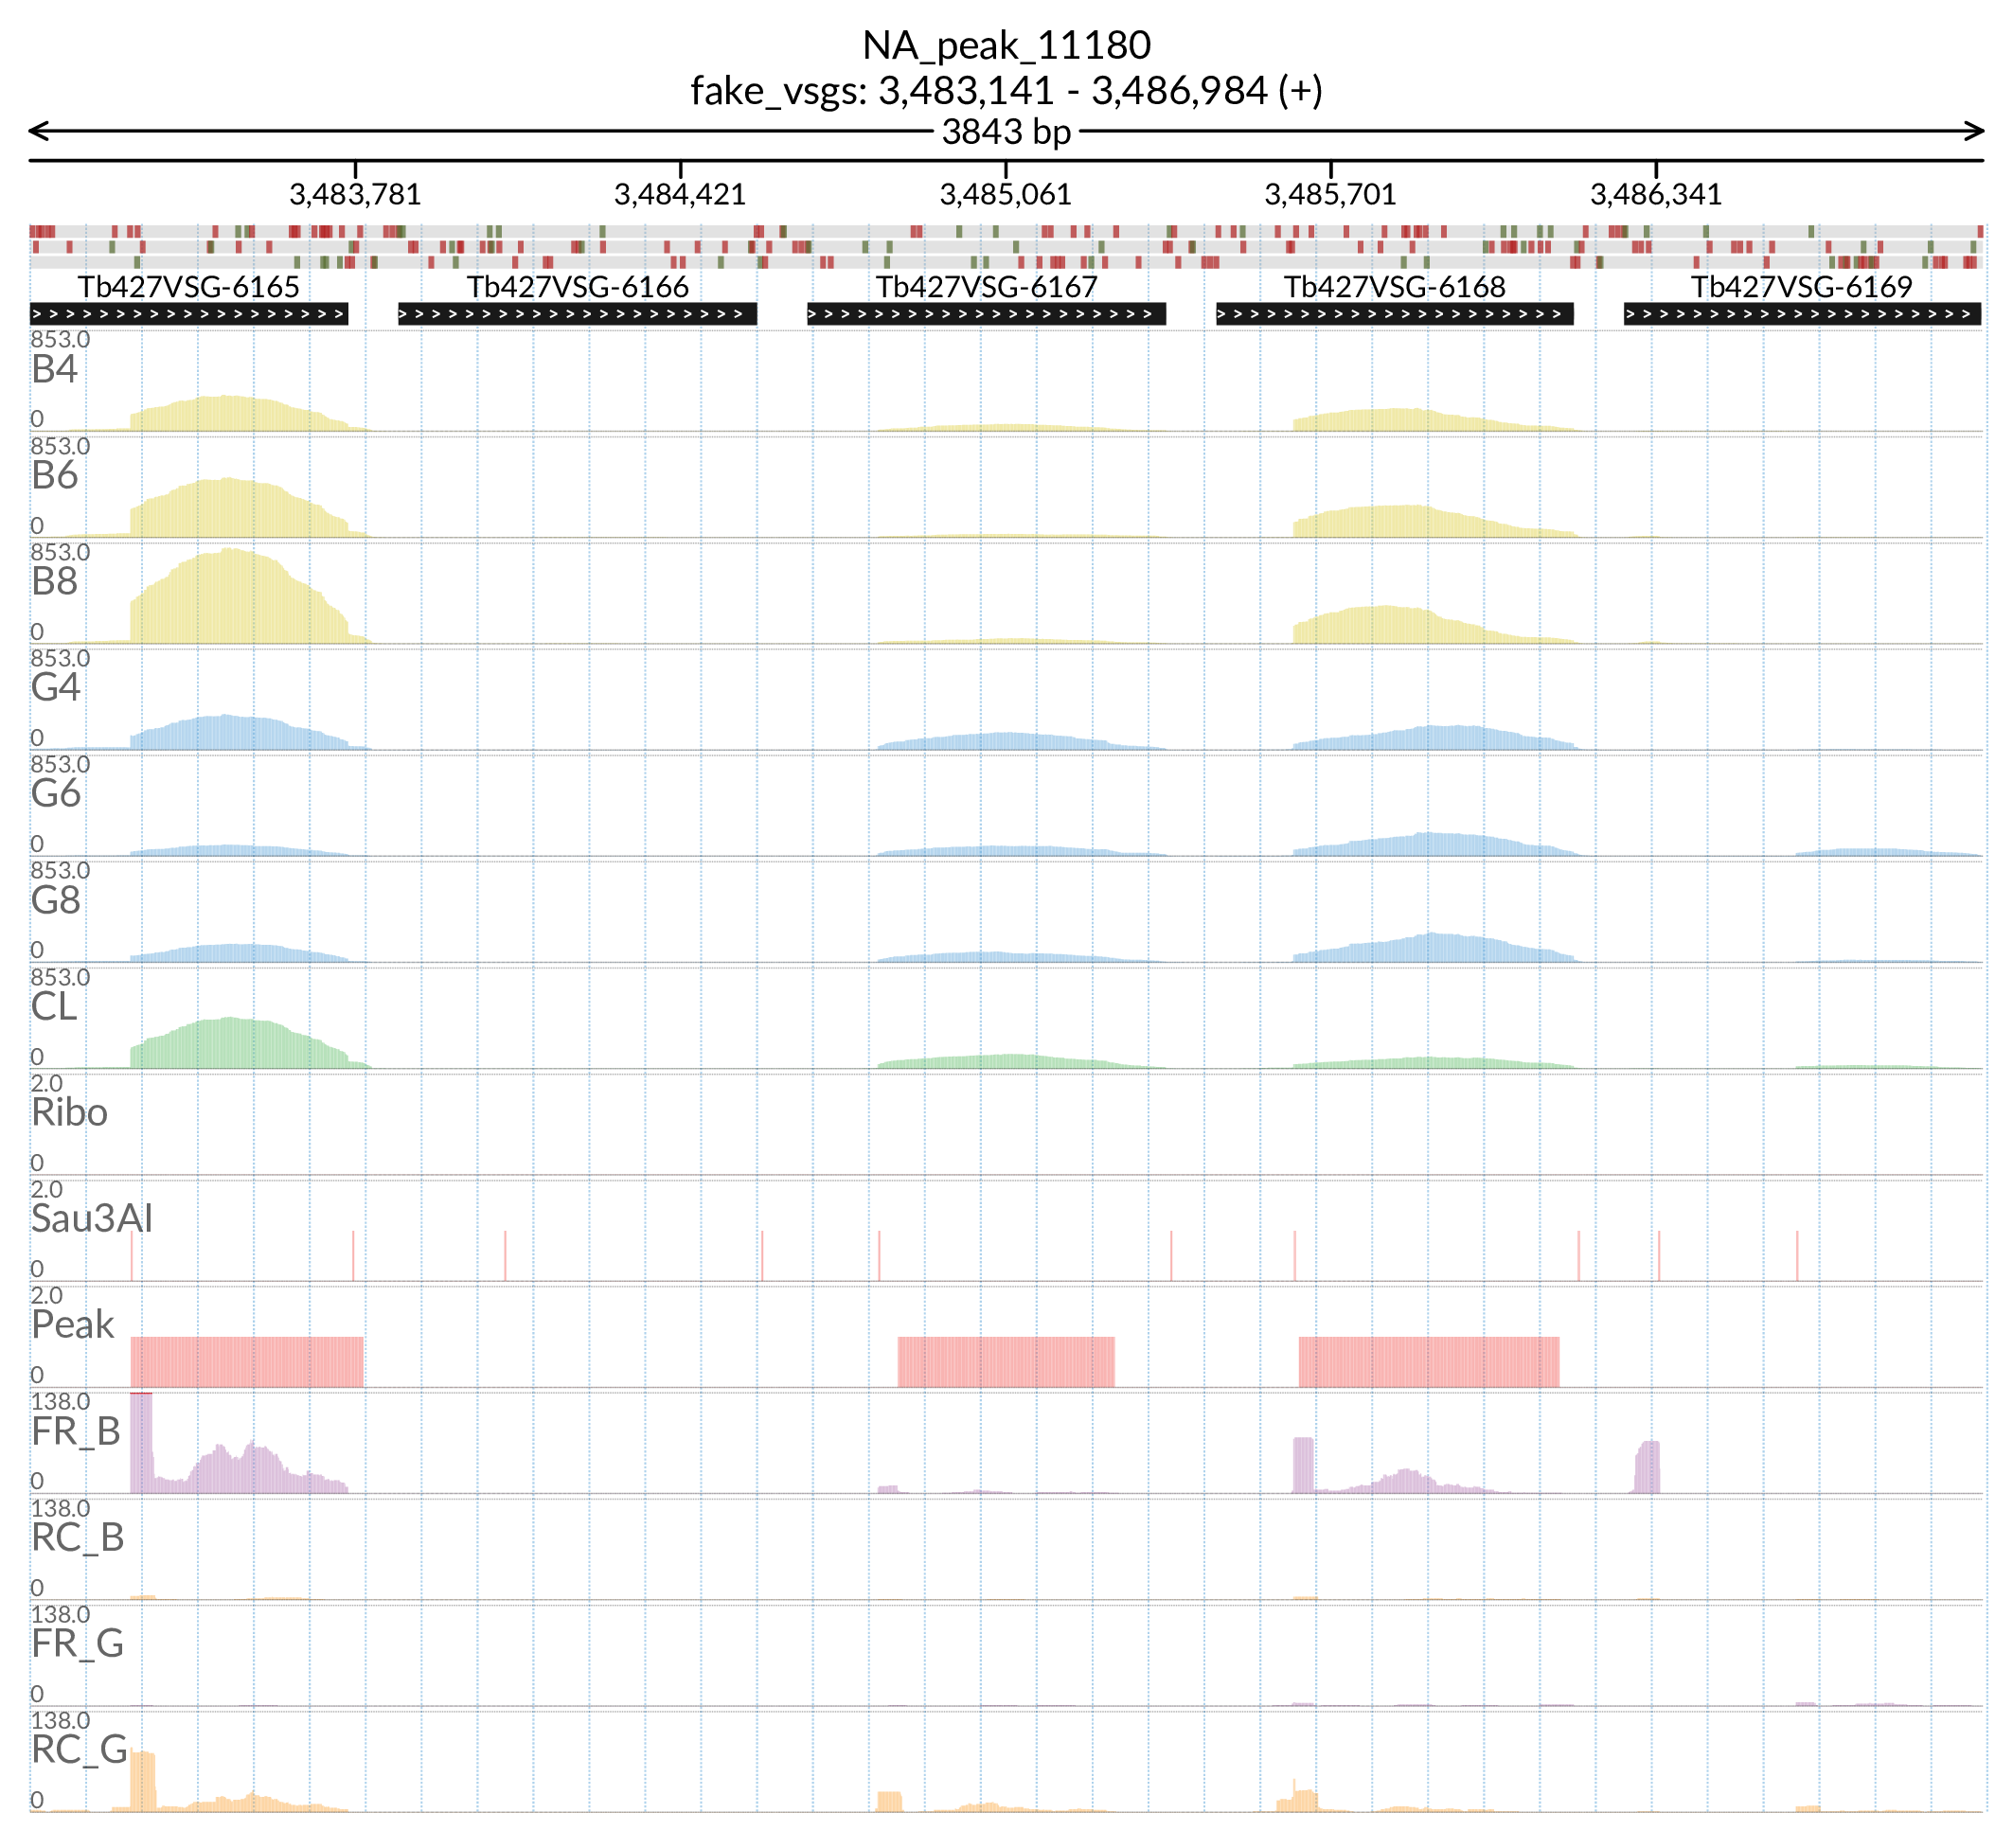 NA_peak_11180
fake_vsgs: 3,483,141 - 3,486,984 (+)
3843 bp
3,483,781 3,484,421 3,485,061 3,485,701 3,486,341
Tb427VSG-6165 Tb427VSG-6166 Tb427VSG-6167 Tb427VSG-6168 Tb427VSG-6169
853.0
B4
0
853.0
B6
0
853.0
B8
0
853.0
G4
0
853.0
G6
0
853.0
G8
0
853.0
CL
0
2.0
Ribo
0
2.0
Sau3AI
0
2.0
Peak
0
138.0
FR_B
0
138.0
RC_B
0
138.0
FR_G
0
138.0
RC_G
0